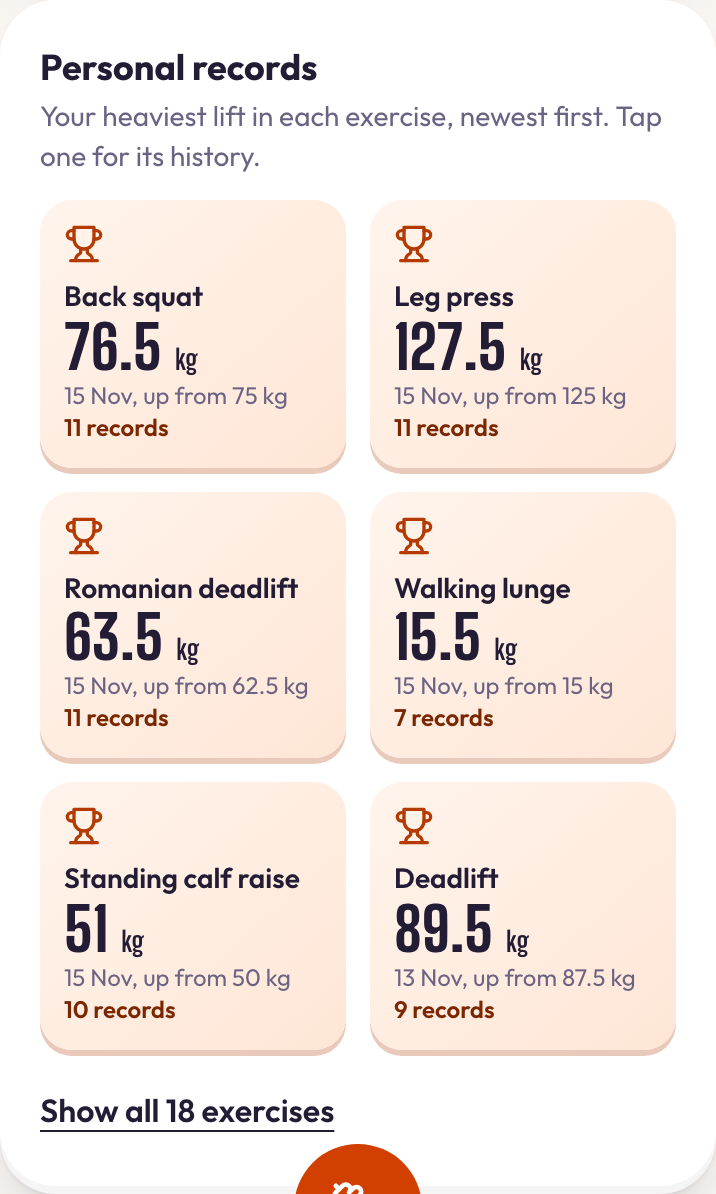 Personal records
Your heaviest lift in each exercise, newest first. Tap
one for its history.
Back squat
76.5 kg
15 Nov, up from 75 kg
11 records
Leg press
127.5 kg
15 Nov, up from 125 kg
11 records
Romanian deadlift
63.5 kg
15 Nov, up from 62.5 kg
11 records
Walking lunge
15.5 kg
15 Nov, up from 15 kg
7 records
Standing calf raise
51 kg
15 Nov, up from 50 kg
10 records
Deadlift
89.5 kg
13 Nov, up from 87.5 kg
9 records
Show all 18 exercises